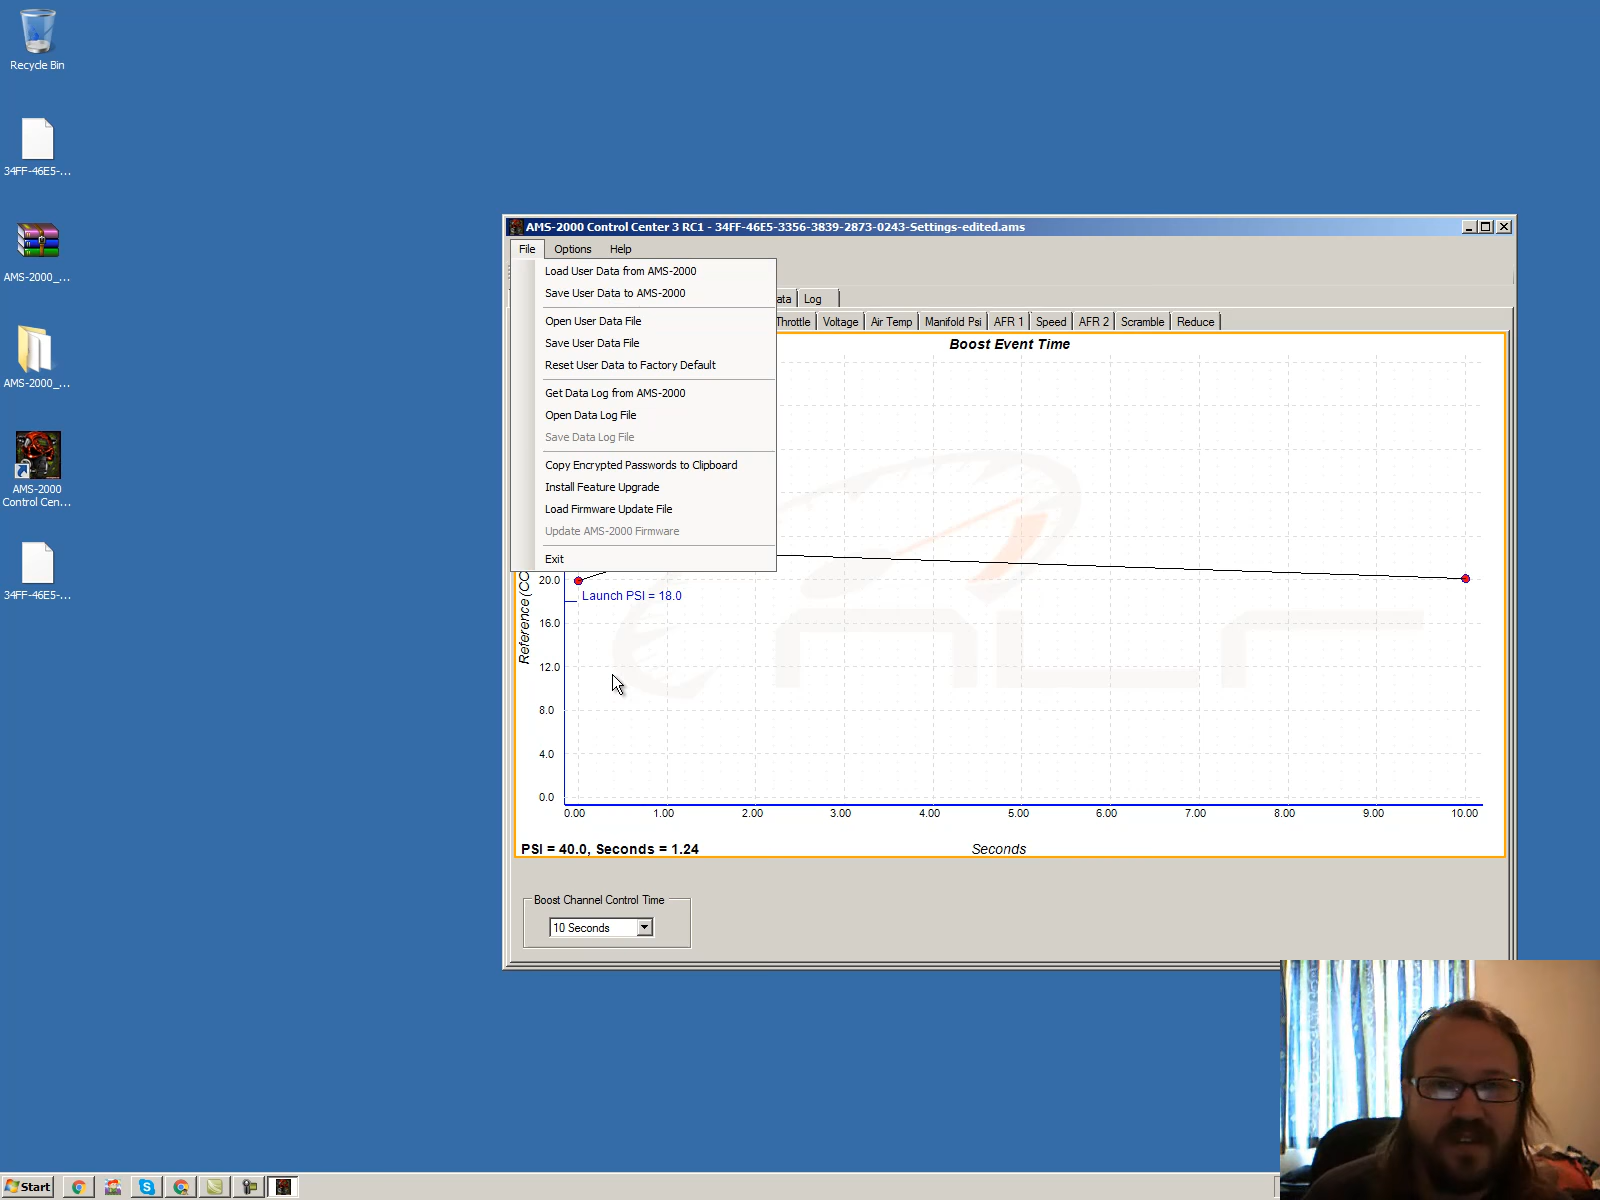 Recycle Bin
34FF-46E5-...
AMS-2000_...
AMS-2000_...
AMS-2000
Control Cen...
34FF-46E5-...
AMS-2000 Control Center 3 RC1 - 34FF-46E5-3356-3839-2873-0243-Settings-edited.ams
File Options Help
Load User Data from AMS-2000
Save User Data to AMS-2000
Open User Data File
Save User Data File
Reset User Data to Factory Default
Get Data Log from AMS-2000
Open Data Log File
Save Data Log File
Copy Encrypted Passwords to Clipboard
Install Feature Upgrade
Load Firmware Update File
Update AMS-2000 Firmware
Exit
ata Log
Throttle Voltage Air Temp Manifold Psi AFR 1 Speed AFR 2 Scramble Reduce
Boost Event Time
Reference (CC
20.0
Launch PSI = 18.0
16.0
12.0
8.0
4.0
0.0
0.00 1.00 2.00 3.00 4.00 5.00 6.00 7.00 8.00 9.00 10.00
PSI = 40.0, Seconds = 1.24
Seconds
Boost Channel Control Time
10 Seconds
Start